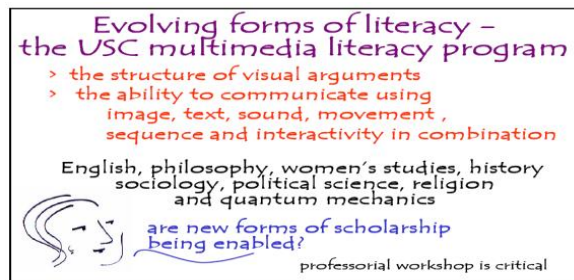 Evolving forms of literacy –
the USC multimedia literacy program
> the structure of visual arguments
> the ability to communicate using
image, text, sound, movement ,
sequence and interactivity in combination
English, philosophy, women's studies, history
sociology, political science, religion
and quantum mechanics
are new forms of scholarship
being enabled?
professorial workshop is critical